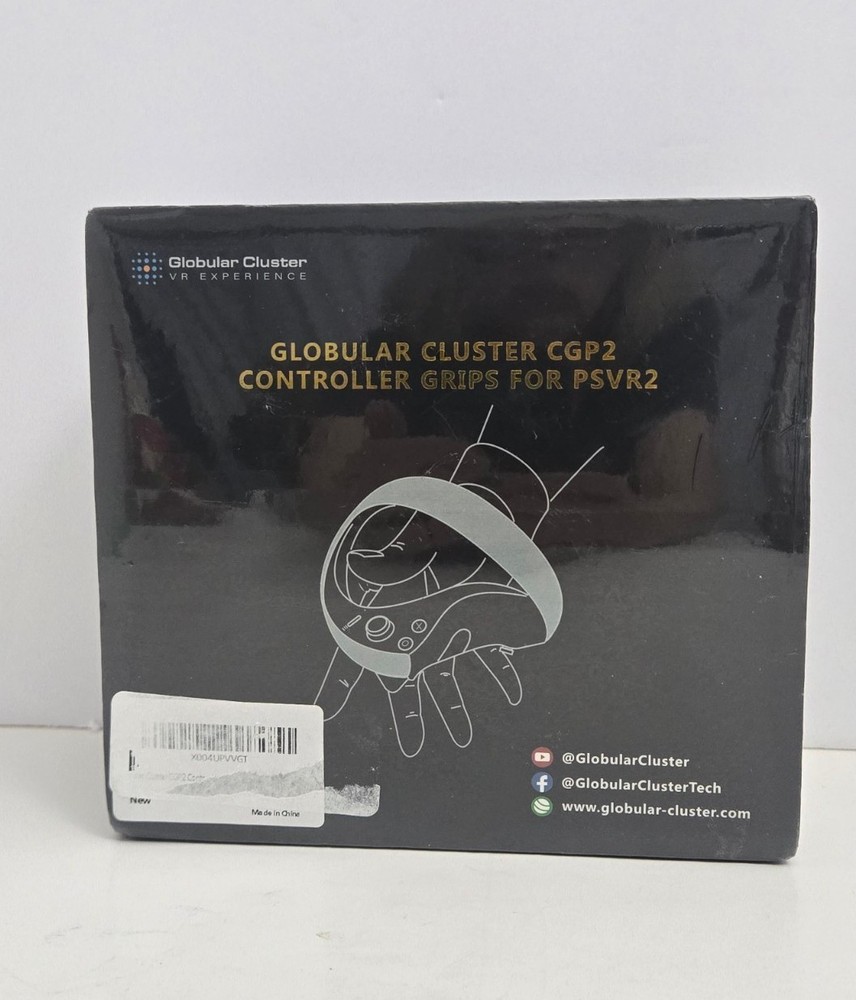 Globular Cluster
VR EXPERIENCE
GLOBULAR CLUSTER CGP2
CONTROLLER GRIPS FOR PSVR2
@GlobularCluster
@GlobularClusterTech
www.globular-cluster.com
X004UPVVGT
New
Made in China